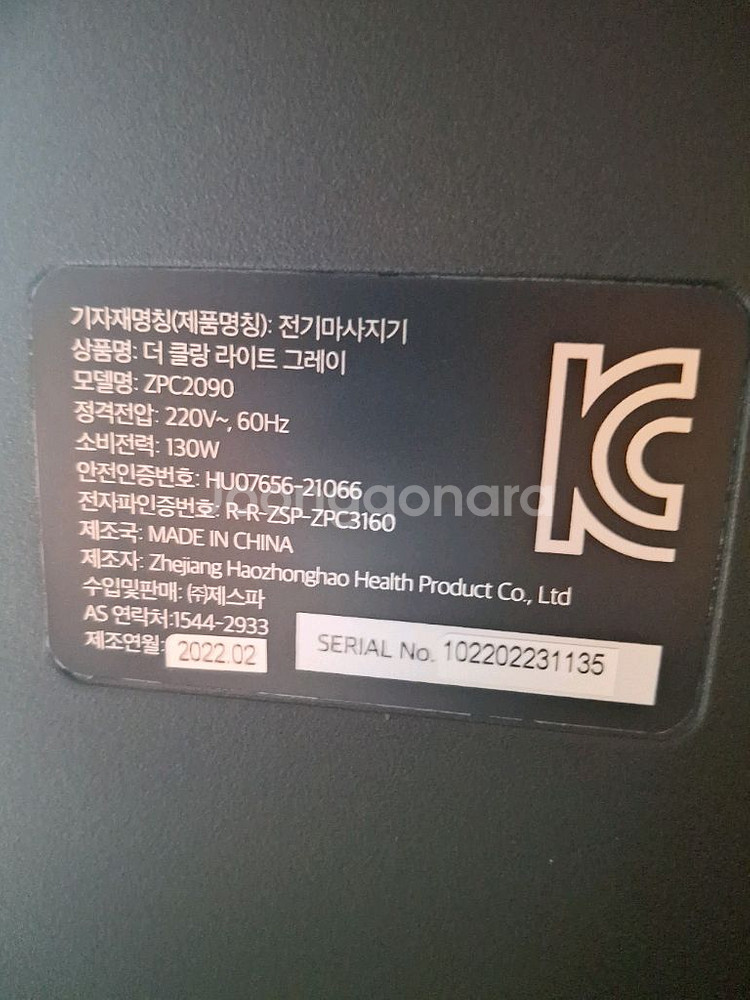 기자재명칭(제품명칭): 전기마사지기
상품명: 더 클랑 라이트 그레이
모델명: ZPC2090
정격전압: 220V~, 60Hz
소비전력: 130W
안전인증번호: HU07656-21066
전자파인증번호: R-R-ZSP-ZPC3160
제조국: MADE IN CHINA
제조자: Zhejiang Haozhonghao Health Product Co., Ltd
수입및판매: ㈜제스파
AS 연락처:1544-2933
제조연월: 2022.02
SERIAL No. 102202231135
KC
Joonggonara